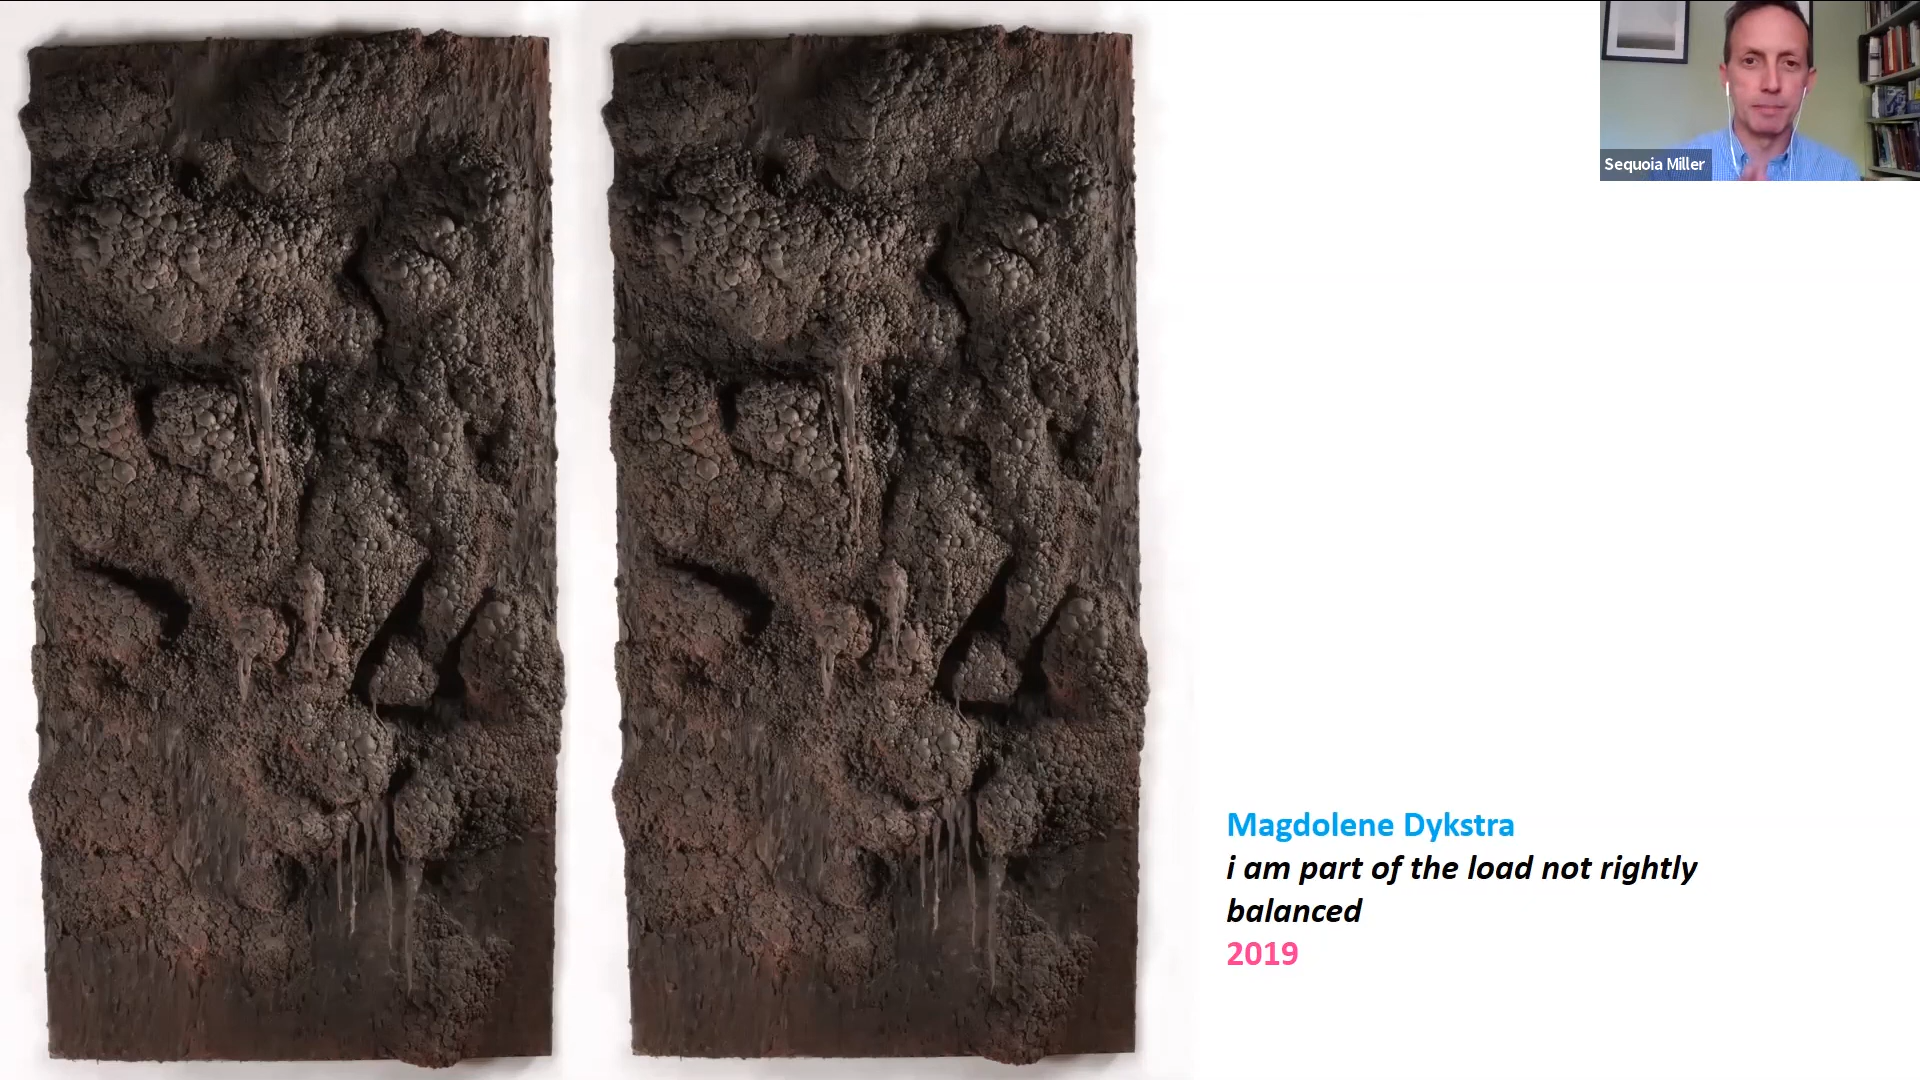 Sequoia Miller
Magdolene Dykstra
i am part of the load not rightly
balanced
2019